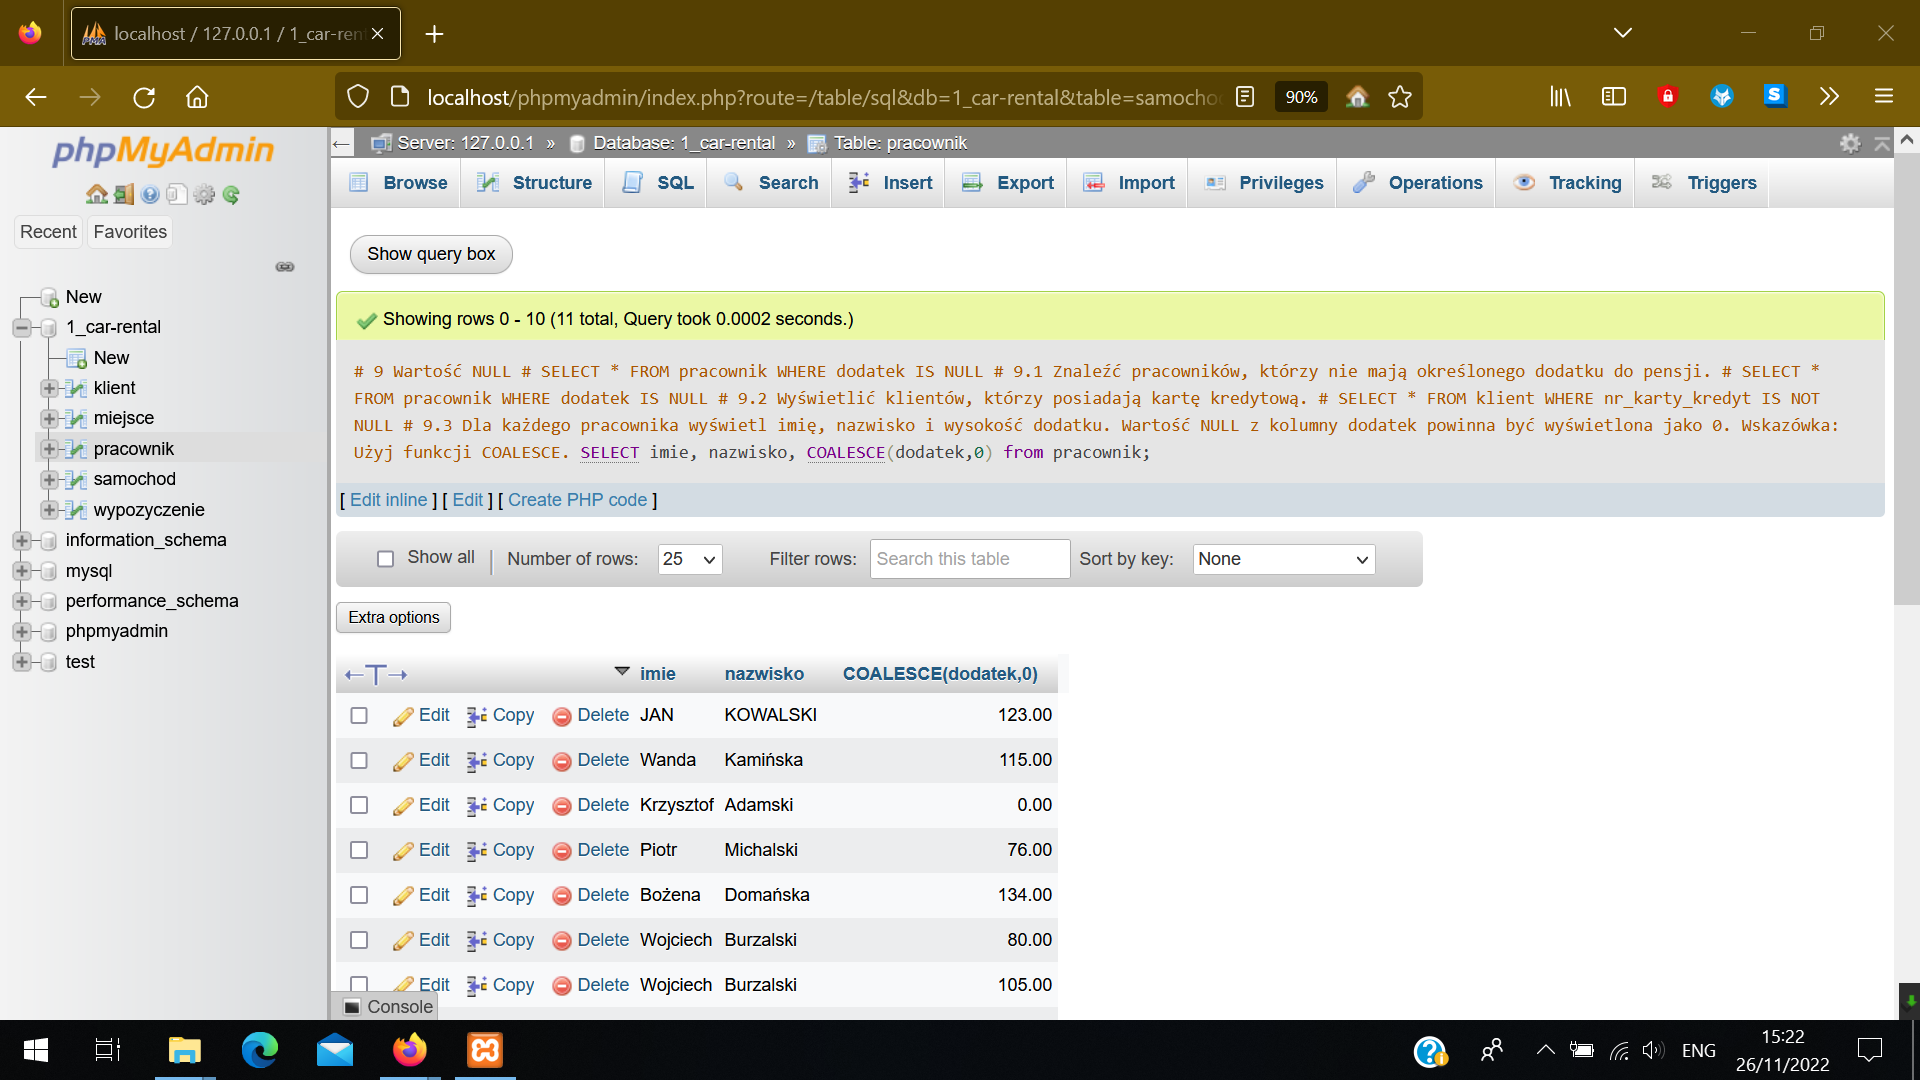 localhost / 127.0.0.1 / 1_car-ren
localhost/phpmyadmin/index.php?route=/table/sql&db=1_car-rental&table=samocho
90%
phpMyAdmin
Recent
Favorites
New
1_car-rental
New
klient
miejsce
pracownik
samochod
wypozyczenie
information_schema
mysql
performance_schema
phpmyadmin
test
Server: 127.0.0.1 » Database: 1_car-rental » Table: pracownik
Browse Structure SQL Search Insert Export Import Privileges Operations Tracking Triggers
Show query box
Showing rows 0 - 10 (11 total, Query took 0.0002 seconds.)
# 9 Wartość NULL # SELECT * FROM pracownik WHERE dodatek IS NULL # 9.1 Znaleźć pracowników, którzy nie mają określonego dodatku do pensji. # SELECT *
FROM pracownik WHERE dodatek IS NULL # 9.2 Wyświetlić klientów, którzy posiadają kartę kredytową. # SELECT * FROM klient WHERE nr_karty_kredyt IS NOT
NULL # 9.3 Dla każdego pracownika wyświetl imię, nazwisko i wysokość dodatku. Wartość NULL z kolumny dodatek powinna być wyświetlona jako 0. Wskazówka:
Użyj funkcji COALESCE. SELECT imie, nazwisko, COALESCE(dodatek,0) from pracownik;
[ Edit inline ] [ Edit ] [ Create PHP code ]
Show all | Number of rows: 25 Filter rows: Search this table Sort by key: None
Extra options
←T→ imie nazwisko COALESCE(dodatek,0)
Edit Copy Delete JAN KOWALSKI 123.00
Edit Copy Delete Wanda Kamińska 115.00
Edit Copy Delete Krzysztof Adamski 0.00
Edit Copy Delete Piotr Michalski 76.00
Edit Copy Delete Bożena Domańska 134.00
Edit Copy Delete Wojciech Burzalski 80.00
Edit Copy Delete Wojciech Burzalski 105.00
Console
ENG
15:22
26/11/2022